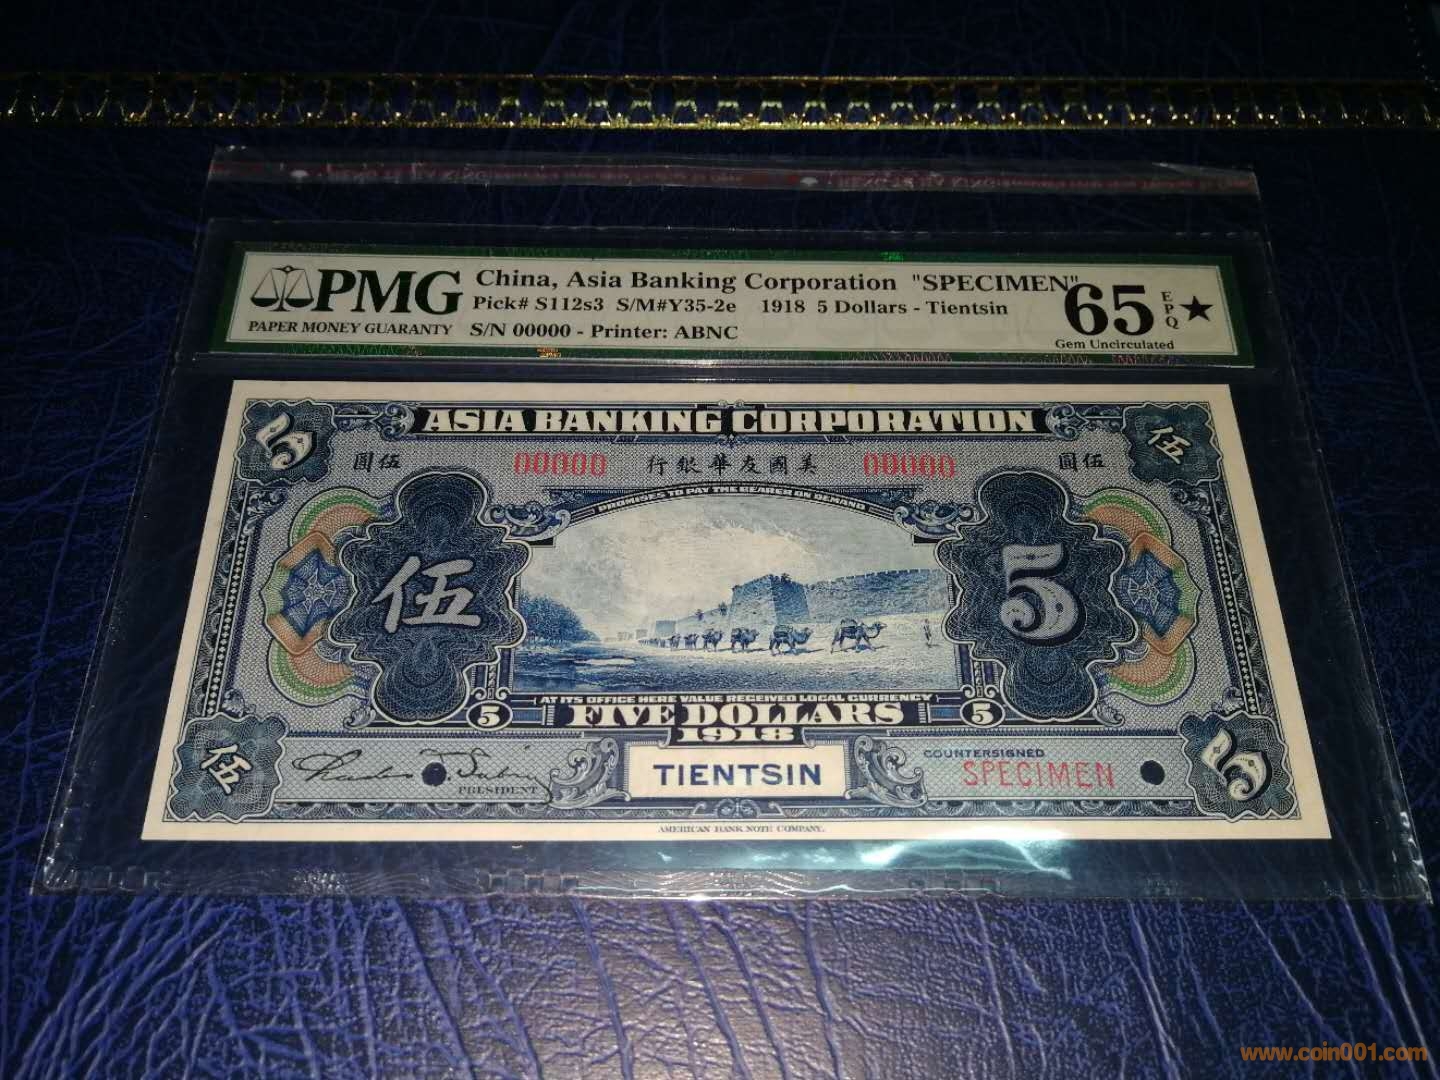 PMG
PAPER MONEY GUARANTY
China, Asia Banking Corporation "SPECIMEN"
Pick# S112s3 S/M#Y35-2e 1918 5 Dollars - Tientsin
S/N 00000 - Printer: ABNC
65 EPQ ★
Gem Uncirculated
5 ASIA BANKING CORPORATION 伍
圓伍 00000 行銀華友國美 00000 圓伍
PROMISES TO PAY THE BEARER ON DEMAND
伍 5
AT ITS OFFICE HERE VALUE RECEIVED LOCAL CURRENCY
5 FIVE DOLLARS 5
1918
伍 PRESIDENT TIENTSIN COUNTERSIGNED 5
SPECIMEN
AMERICAN BANK NOTE COMPANY.
www.coin001.com